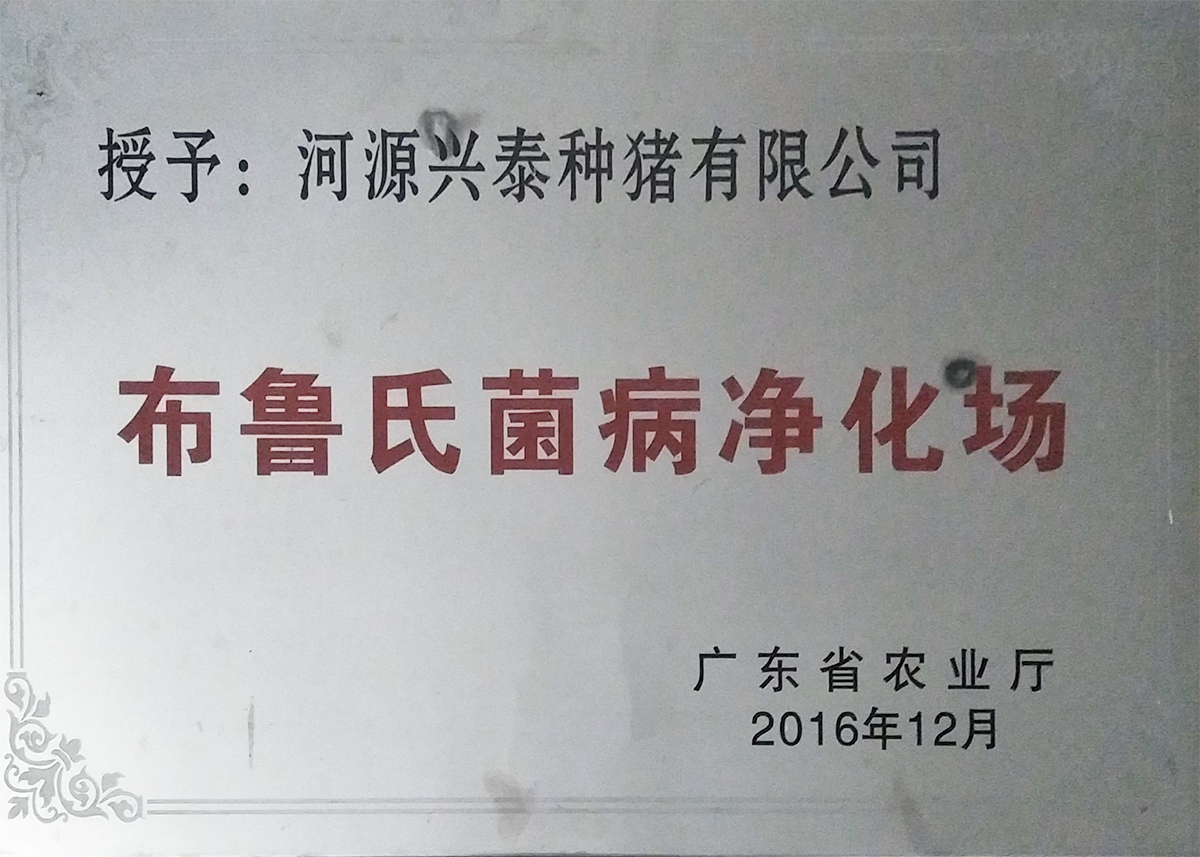 授予：河源兴泰种猪有限公司
布鲁氏菌病净化场
广东省农业厅
2016年12月